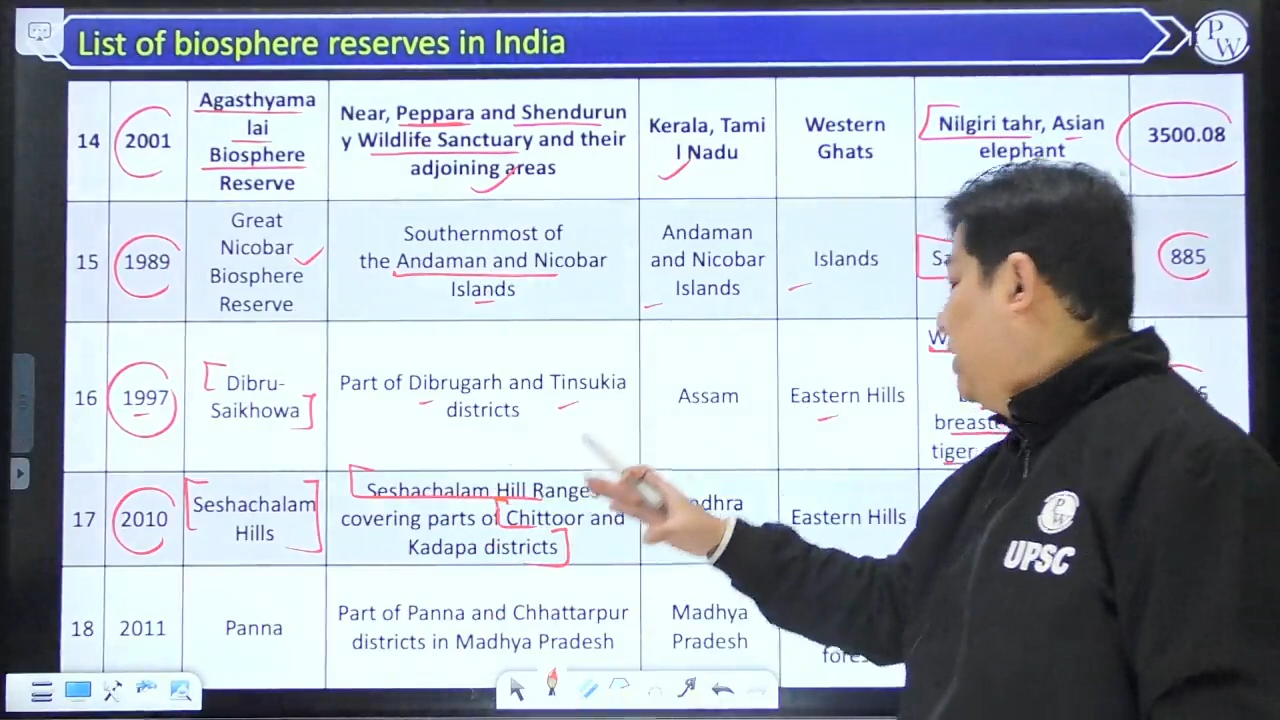 List of biosphere reserves in India
PW
14
2001
Agasthyama
lai
Biosphere
Reserve
Near, Peppara and Shendurun
y Wildlife Sanctuary and their
adjoining areas
Kerala, Tami
l Nadu
Western
Ghats
Nilgiri tahr, Asian
elephant
3500.08
15
1989
Great
Nicobar
Biosphere
Reserve
Southernmost of
the Andaman and Nicobar
Islands
Andaman
and Nicobar
Islands
Islands
885
16
1997
Dibru-
Saikhowa
Part of Dibrugarh and Tinsukia
districts
Assam
Eastern Hills
tiger
17
2010
Seshachalam
Hills
Seshachalam Hill Ranges
covering parts of Chittoor and
Kadapa districts
Eastern Hills
18
2011
Panna
Part of Panna and Chhattarpur
districts in Madhya Pradesh
Madhya
Pradesh
PW
UPSC